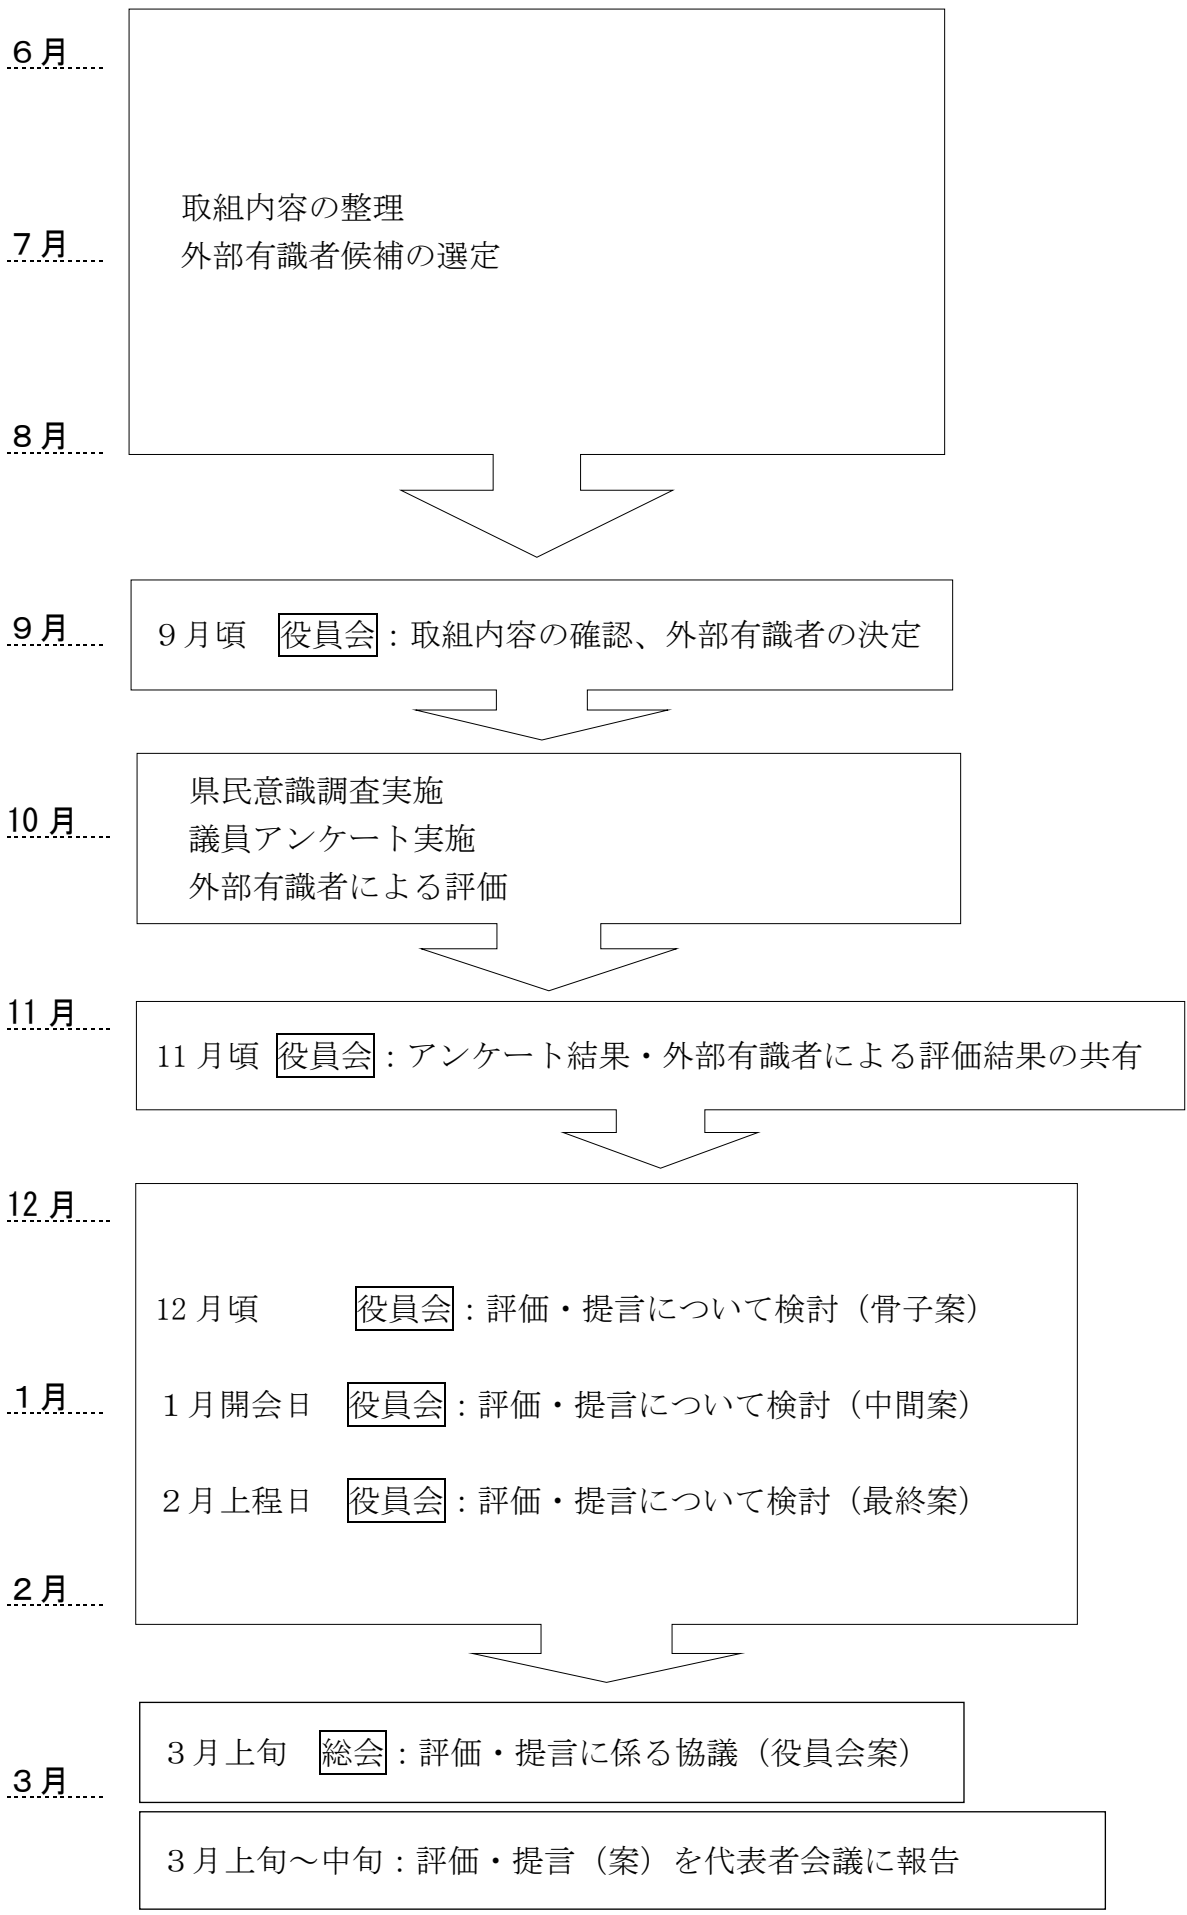 ６月
取組内容の整理
７月
外部有識者候補の選定
８月
９月
９月頃　役員会：取組内容の確認、外部有識者の決定
県民意識調査実施
10 月
議員アンケート実施
外部有識者による評価
11 月
11 月頃 役員会：アンケート結果・外部有識者による評価結果の共有
12 月
12 月頃　役員会：評価・提言について検討（骨子案）
１月
１月開会日　役員会：評価・提言について検討（中間案）
２月上程日　役員会：評価・提言について検討（最終案）
２月
３月上旬　総会：評価・提言に係る協議（役員会案）
３月
３月上旬～中旬：評価・提言（案）を代表者会議に報告